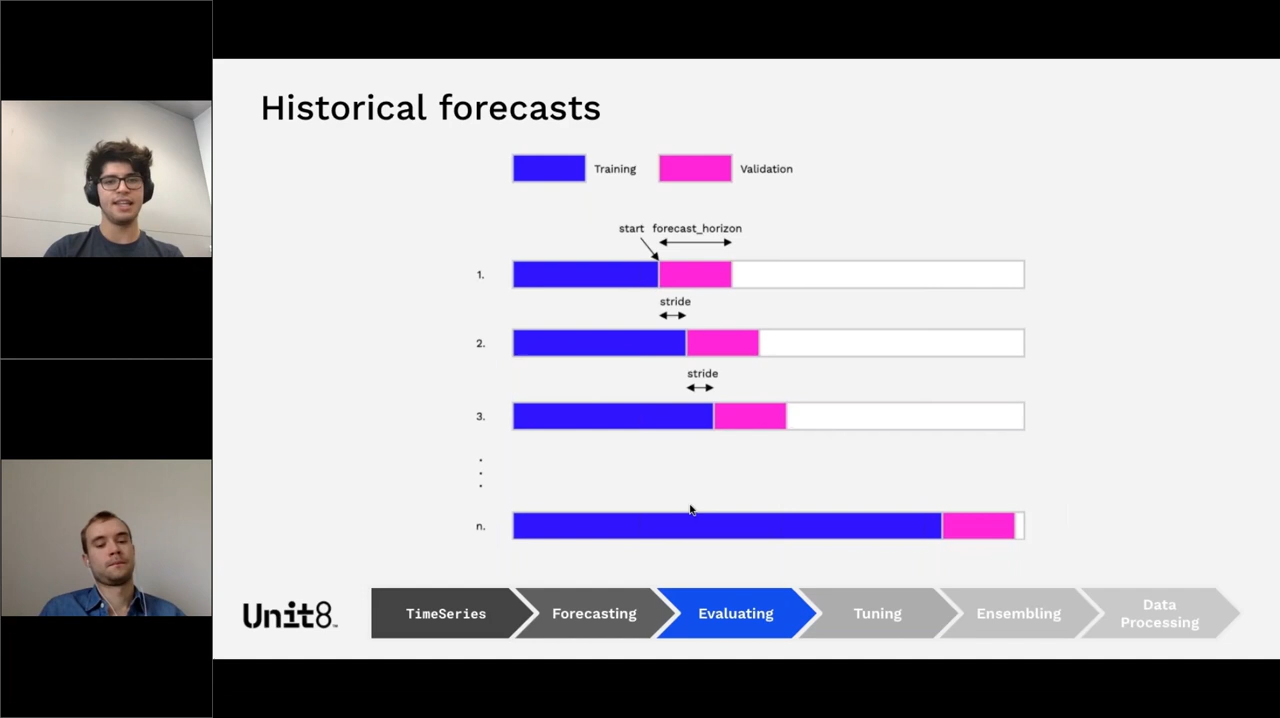 Historical forecasts
Training
Validation
start forecast_horizon
1.
stride
2.
stride
3.
n.
Unit8
TimeSeries
Forecasting
Evaluating
Tuning
Ensembling
Data
Processing